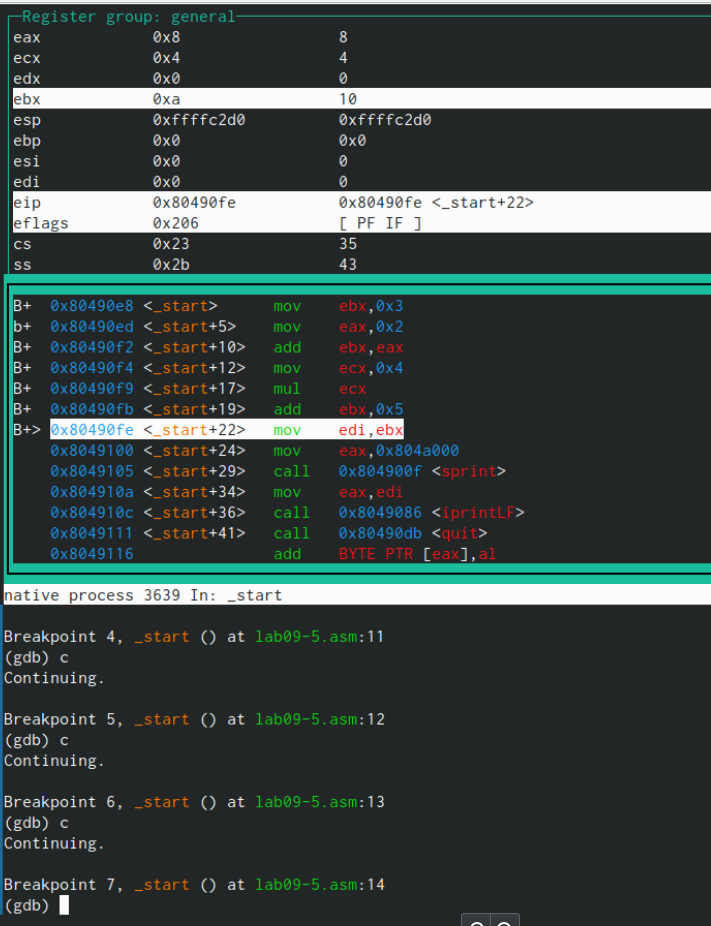 Register group: general
eax 0x8 8
ecx 0x4 4
edx 0x0 0
ebx 0xa 10
esp 0xffffc2d0 0xffffc2d0
ebp 0x0 0x0
esi 0x0 0
edi 0x0 0
eip 0x80490fe 0x80490fe <_start+22>
eflags 0x206 [ PF IF ]
cs 0x23 35
ss 0x2b 43
B+ 0x80490e8 <_start> mov ebx,0x3
b+ 0x80490ed <_start+5> mov eax,0x2
B+ 0x80490f2 <_start+10> add ebx,eax
B+ 0x80490f4 <_start+12> mov ecx,0x4
B+ 0x80490f9 <_start+17> mul ecx
B+ 0x80490fb <_start+19> add ebx,0x5
B+> 0x80490fe <_start+22> mov edi,ebx
0x8049100 <_start+24> mov eax,0x804a000
0x8049105 <_start+29> call 0x804900f <sprint>
0x804910a <_start+34> mov eax,edi
0x804910c <_start+36> call 0x8049086 <iprintLF>
0x8049111 <_start+41> call 0x80490db <quit>
0x8049116 add BYTE PTR [eax],al
native process 3639 In: _start
Breakpoint 4, _start () at lab09-5.asm:11
(gdb) c
Continuing.
Breakpoint 5, _start () at lab09-5.asm:12
(gdb) c
Continuing.
Breakpoint 6, _start () at lab09-5.asm:13
(gdb) c
Continuing.
Breakpoint 7, _start () at lab09-5.asm:14
(gdb)